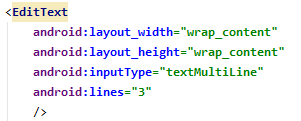 <EditText
android:layout_width="wrap_content"
android:layout_height="wrap_content"
android:inputType="textMultiLine"
android:lines="3"
/>